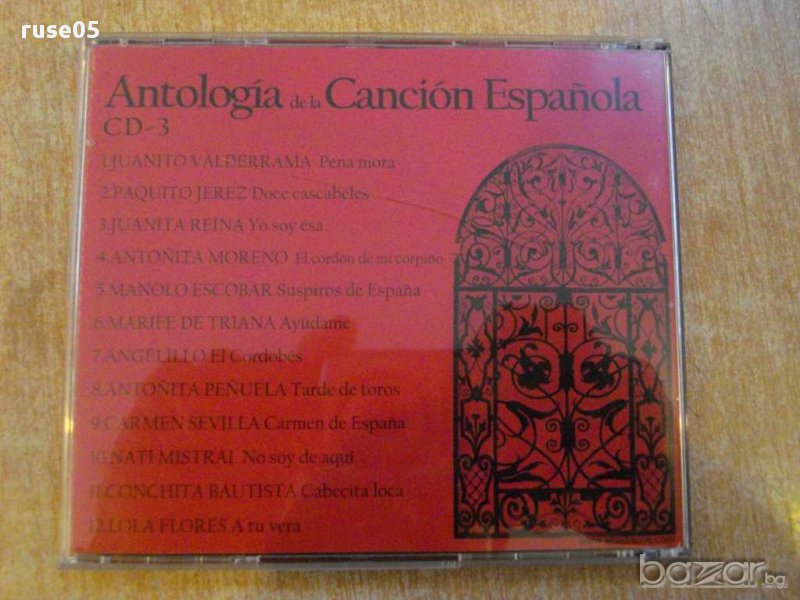 ruse05
Antología de la Canción Española
CD-3
1.JUANITO VALDERRAMA Pena mora
2.PAQUITO JEREZ Doce cascabeles
3.JUANITA REINA Yo soy esa
4.ANTOÑITA MORENO El cordón de mi corpiño
5.MANOLO ESCOBAR Suspiros de España
6.MARIFE DE TRIANA Ayúdame
7.ANGELILLO El Cordobés
8.ANTOÑITA PEÑUELA Tarde de toros
9.CARMEN SEVILLA Carmen de España
10.NATI MISTRAL No soy de aquí
11.CONCHITA BAUTISTA Cabecita loca
12.LOLA FLORES A tu vera
bazar.bg